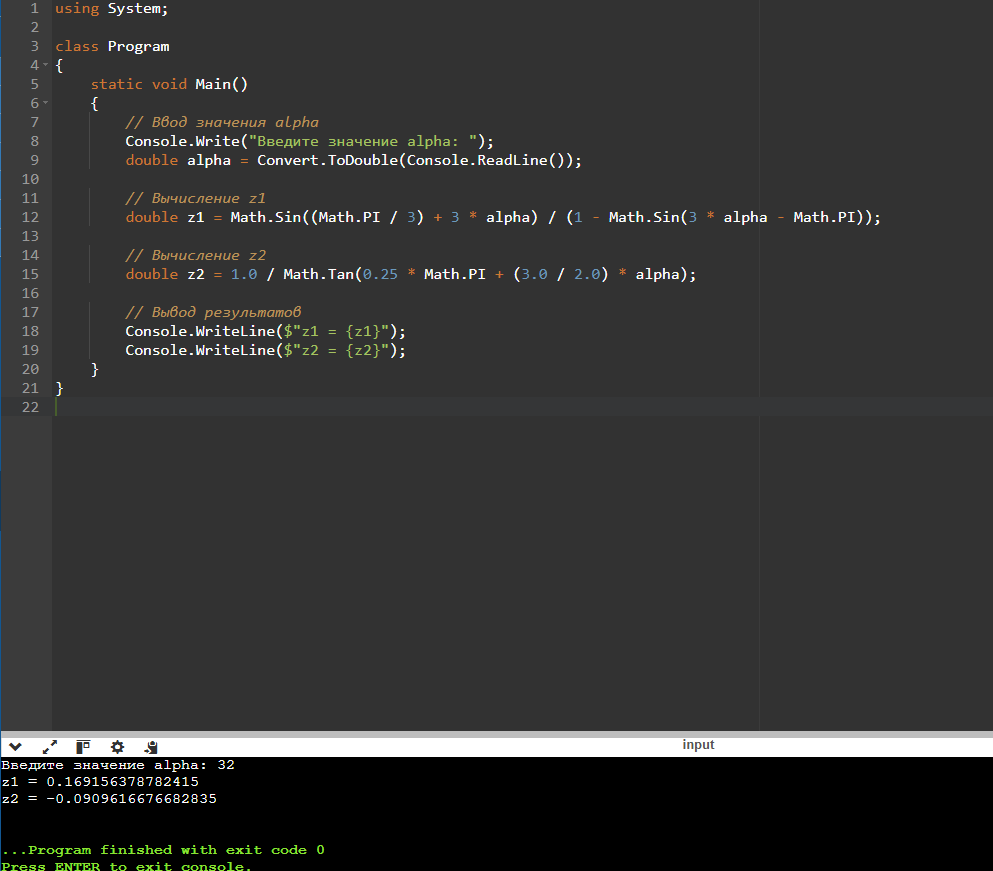 1 using System;
2
3 class Program
4 {
5     static void Main()
6     {
7         // Ввод значения alpha
8         Console.Write("Введите значение alpha: ");
9         double alpha = Convert.ToDouble(Console.ReadLine());
10
11         // Вычисление z1
12         double z1 = Math.Sin((Math.PI / 3) + 3 * alpha) / (1 - Math.Sin(3 * alpha - Math.PI));
13
14         // Вычисление z2
15         double z2 = 1.0 / Math.Tan(0.25 * Math.PI + (3.0 / 2.0) * alpha);
16
17         // Вывод результатов
18         Console.WriteLine($"z1 = {z1}");
19         Console.WriteLine($"z2 = {z2}");
20     }
21 }
22
input
Введите значение alpha: 32
z1 = 0.169156378782415
z2 = -0.0909616676682835
...Program finished with exit code 0
Press ENTER to exit console.